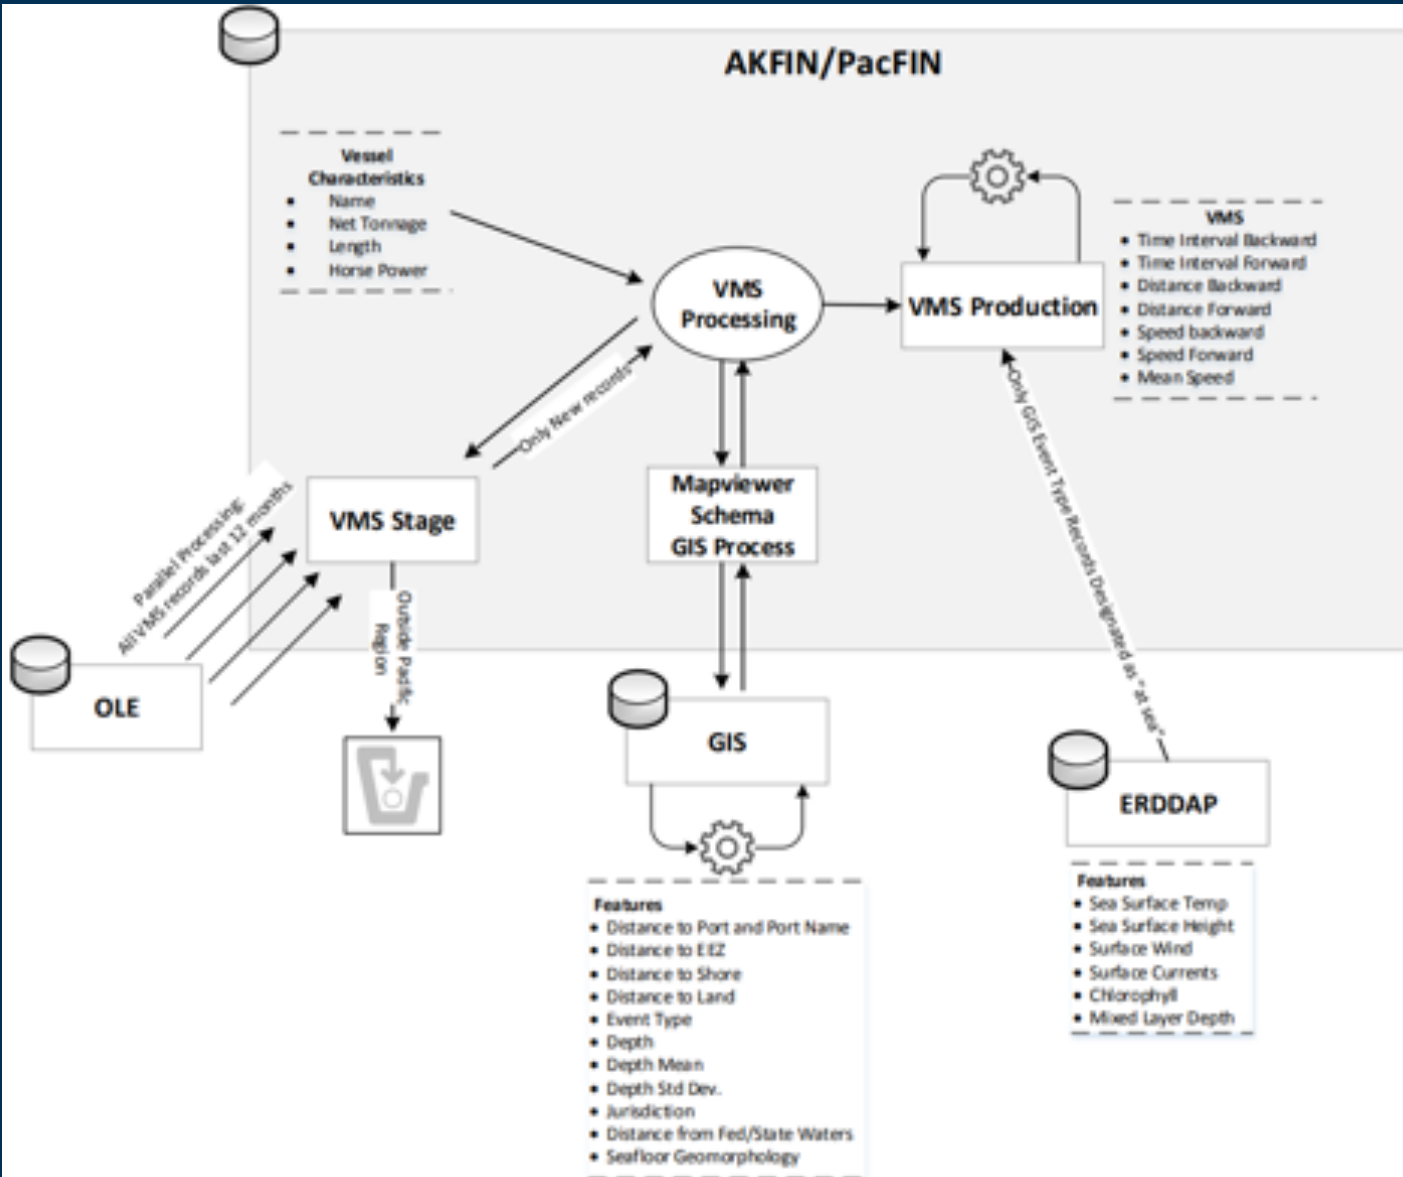 AKFIN/PacFIN
Vessel
Characteristics
• Name
• Net Tonnage
• Length
• Horse Power
VMS
Processing
VMS Production
VMS
• Time Interval Backward
• Time Interval Forward
• Distance Backward
• Distance Forward
• Speed backward
• Speed Forward
• Mean Speed
Only New records
Only GIS Event Type Records Designated as "at sea"
Parallel Processing:
All VMS records last 12 months
VMS Stage
Mapviewer
Schema
GIS Process
Outside Pacific
Region
OLE
GIS
ERDDAP
Features
• Distance to Port and Port Name
• Distance to EEZ
• Distance to Shore
• Distance to Land
• Event Type
• Depth
• Depth Mean
• Depth Std Dev.
• Jurisdiction
• Distance from Fed/State Waters
• Seafloor Geomorphology
Features
• Sea Surface Temp
• Sea Surface Height
• Surface Wind
• Surface Currents
• Chlorophyll
• Mixed Layer Depth